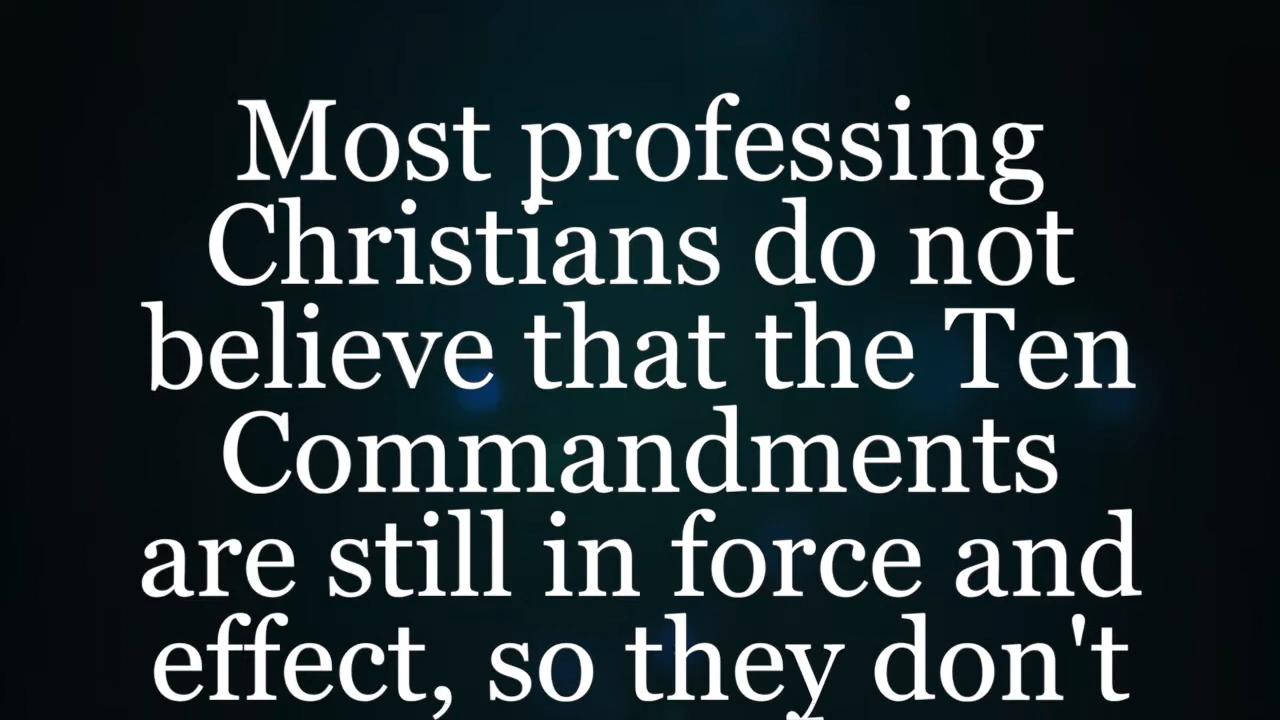 Most professing
Christians do not
believe that the Ten
Commandments
are still in force and
effect, so they don't